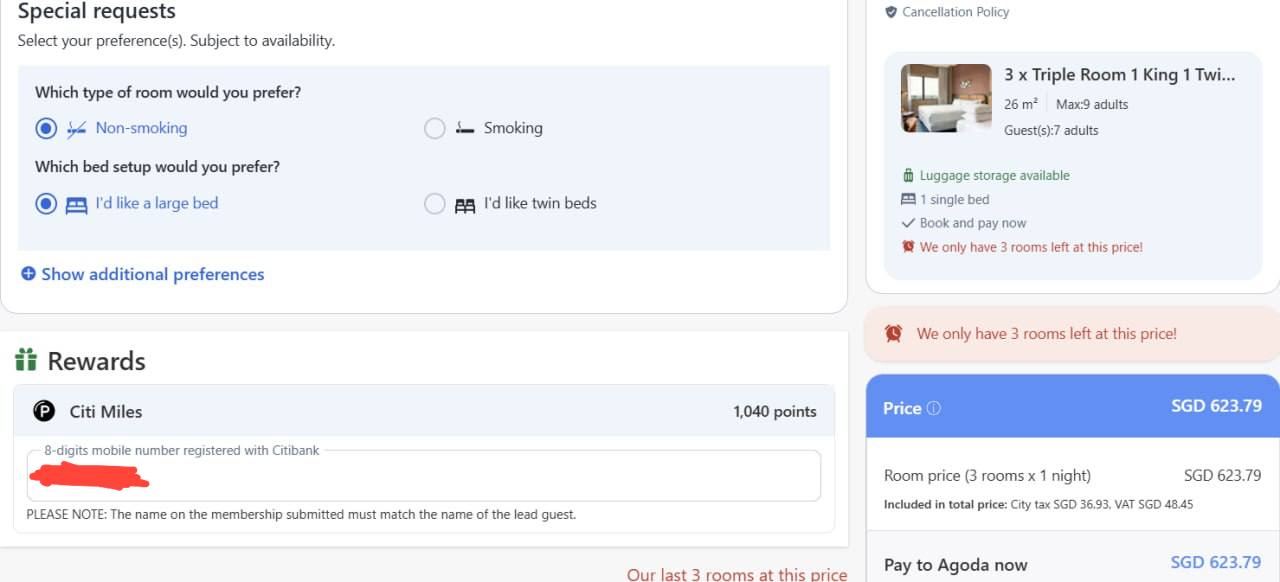 Special requests
Select your preference(s). Subject to availability.
Which type of room would you prefer?
Non-smoking
Smoking
Which bed setup would you prefer?
I'd like a large bed
I'd like twin beds
Show additional preferences
Rewards
P
Citi Miles
1,040 points
8-digits mobile number registered with Citibank
PLEASE NOTE: The name on the membership submitted must match the name of the lead guest.
Our last 3 rooms at this price
Cancellation Policy
3 x Triple Room 1 King 1 Twi...
26 m² Max:9 adults
Guest(s):7 adults
Luggage storage available
1 single bed
Book and pay now
We only have 3 rooms left at this price!
We only have 3 rooms left at this price!
Price SGD 623.79
Room price (3 rooms x 1 night) SGD 623.79
Included in total price: City tax SGD 36.93, VAT SGD 48.45
Pay to Agoda now SGD 623.79